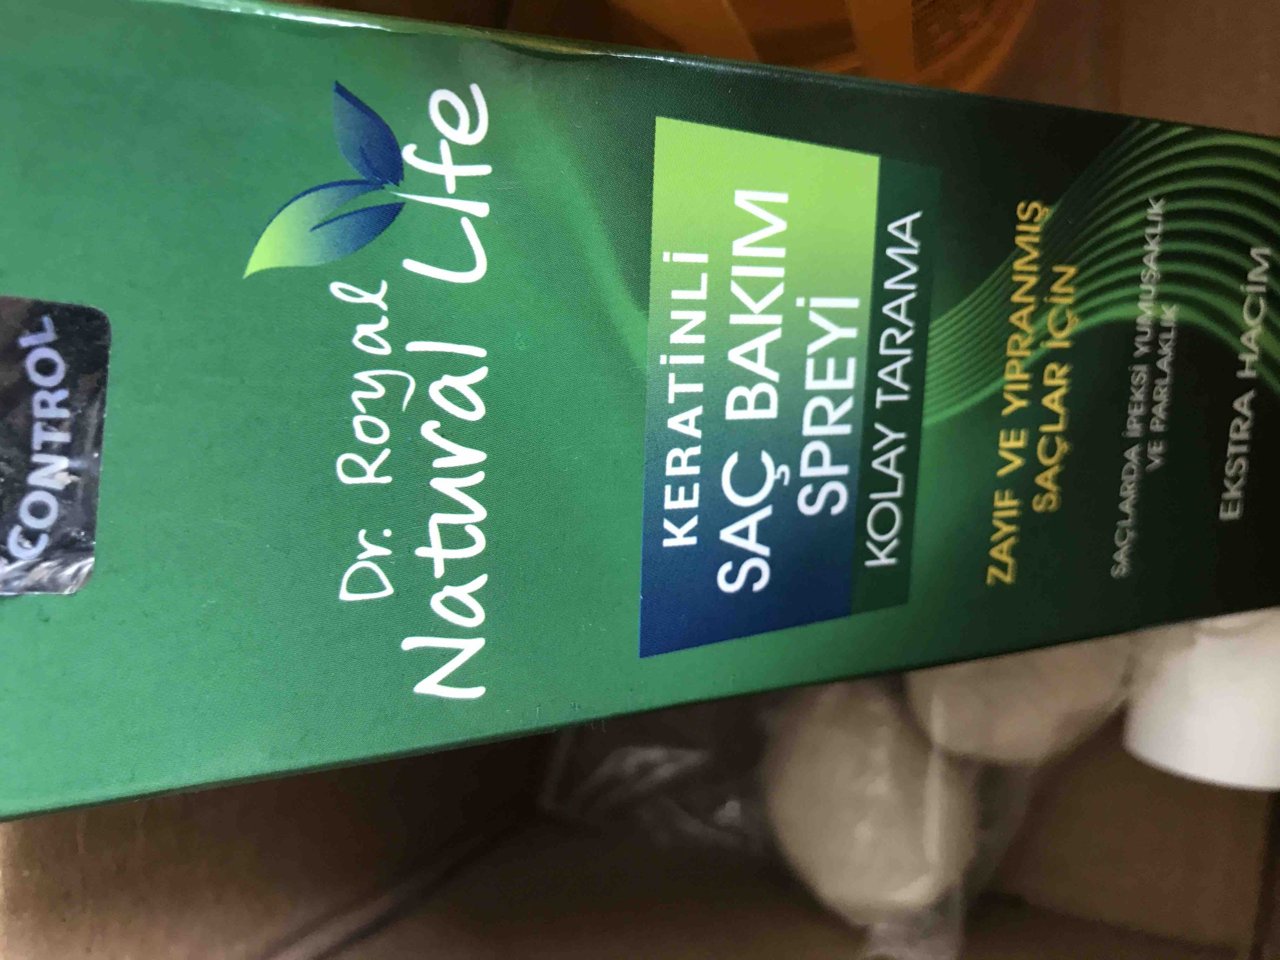 CONTROL
Dr. Royal
Natural Life
KERATİNLİ
SAÇ BAKIM
SPREYİ
KOLAY TARAMA
ZAYIF VE YIPRANMIŞ
SAÇLAR İÇİN
SAÇLARDA İPEKSİ YUMUŞAKLIK
VE PARLAKLIK
EKSTRA HACİM